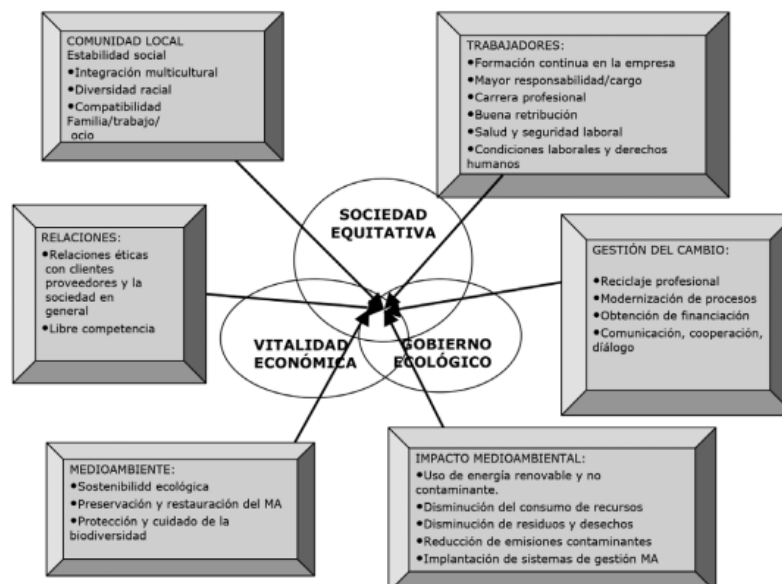 COMUNIDAD LOCAL
Estabilidad social
•Integración multicultural
•Diversidad racial
•Compatibilidad
Familia/trabajo/
ocio
TRABAJADORES:
•Formación continua en la empresa
•Mayor responsabilidad/cargo
•Carrera profesional
•Buena retribución
•Salud y seguridad laboral
•Condiciones laborales y derechos
humanos
SOCIEDAD
EQUITATIVA
RELACIONES:
•Relaciones éticas
con clientes
proveedores y la
sociedad en
general
•Libre competencia
GESTIÓN DEL CAMBIO:
•Reciclaje profesional
•Modernización de procesos
•Obtención de financiación
•Comunicación, cooperación,
díálogo
VITALIDAD
ECONÓMICA
GOBIERNO
ECOLÓGICO
MEDIOAMBIENTE:
•Sostenibilidd ecológica
•Preservación y restauración del MA
•Protección y cuidado de la
biodiversidad
IMPACTO MEDIOAMBIENTAL:
•Uso de energía renovable y no
contaminante.
•Disminución del consumo de recursos
•Disminución de residuos y desechos
•Reducción de emisiones contaminantes
•Implantación de sistemas de gestión MA